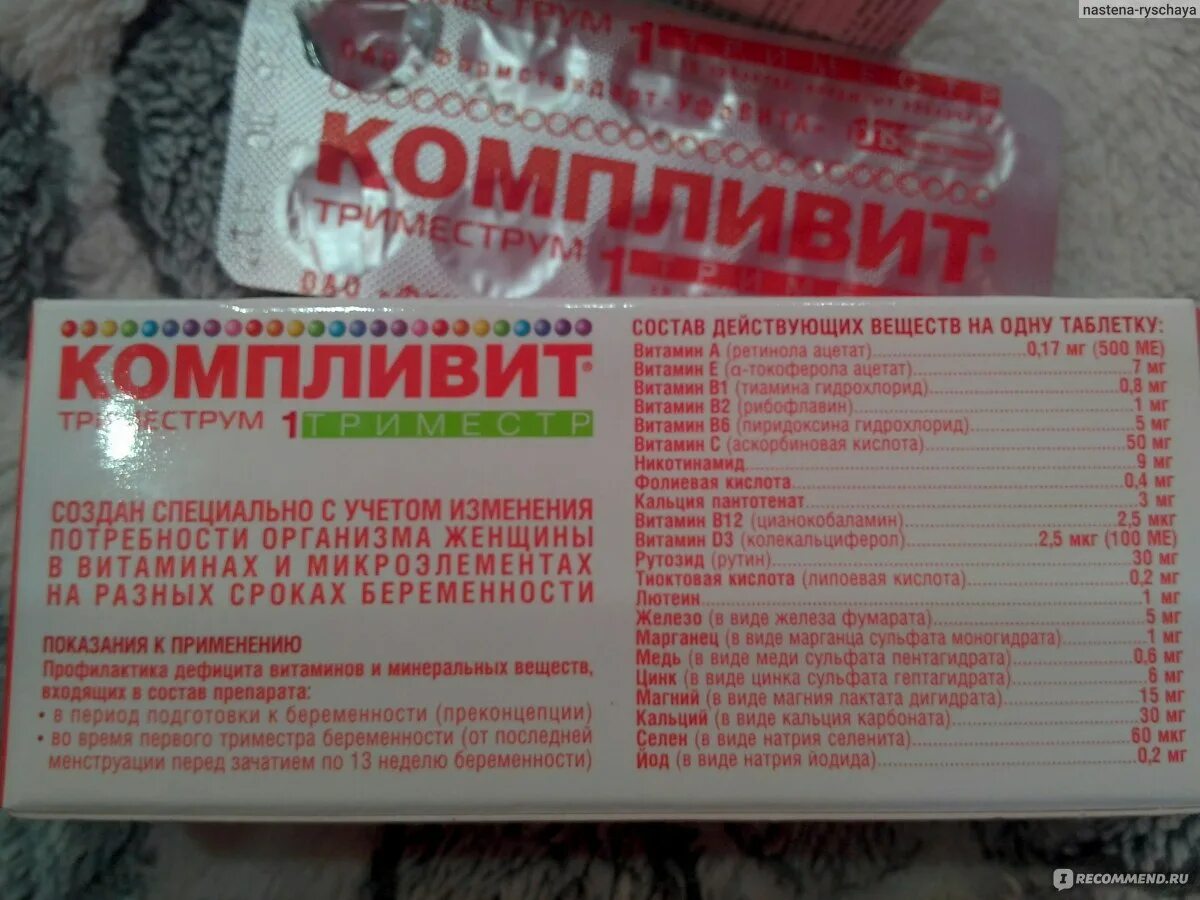 nastena-ryschaya
ТРИМЕСТРУМ 1 ТРИМЕСТР
ОАО "Фармстандарт-УфаВИТА"
КОМПЛИВИТ®
ТРИМЕСТРУМ 1
ОАО
КОМПЛИВИТ®
ТРИМЕСТРУМ 1 ТРИМЕСТР
СОЗДАН СПЕЦИАЛЬНО С УЧЕТОМ ИЗМЕНЕНИЯ
ПОТРЕБНОСТИ ОРГАНИЗМА ЖЕНЩИНЫ
В ВИТАМИНАХ И МИКРОЭЛЕМЕНТАХ
НА РАЗНЫХ СРОКАХ БЕРЕМЕННОСТИ
ПОКАЗАНИЯ К ПРИМЕНЕНИЮ
Профилактика дефицита витаминов и минеральных веществ,
входящих в состав препарата:
• в период подготовки к беременности (преконцепции)
• во время первого триместра беременности (от последней
менструации перед зачатием по 13 неделю беременности)
СОСТАВ ДЕЙСТВУЮЩИХ ВЕЩЕСТВ НА ОДНУ ТАБЛЕТКУ:
Витамин А (ретинола ацетат) 0,17 мг (500 МЕ)
Витамин Е (α-токоферола ацетат) 7 мг
Витамин В1 (тиамина гидрохлорид) 0,8 мг
Витамин В2 (рибофлавин) 1 мг
Витамин В6 (пиридоксина гидрохлорид) 5 мг
Витамин С (аскорбиновая кислота) 50 мг
Никотинамид 9 мг
Фолиевая кислота 0,4 мг
Кальция пантотенат 3 мг
Витамин В12 (цианокобаламин) 2,5 мкг
Витамин D3 (колекальциферол) 2,5 мкг (100 МЕ)
Рутозид (рутин) 30 мг
Тиоктовая кислота (липоевая кислота) 0,2 мг
Лютеин 1 мг
Железо (в виде железа фумарата) 5 мг
Марганец (в виде марганца сульфата моногидрата) 1 мг
Медь (в виде меди сульфата пентагидрата) 0,6 мг
Цинк (в виде цинка сульфата гептагидрата) 6 мг
Магний (в виде магния лактата дигидрата) 15 мг
Кальций (в виде кальция карбоната) 30 мг
Селен (в виде натрия селенита) 60 мкг
Йод (в виде натрия йодида) 0,2 мг
IRECOMMEND.RU